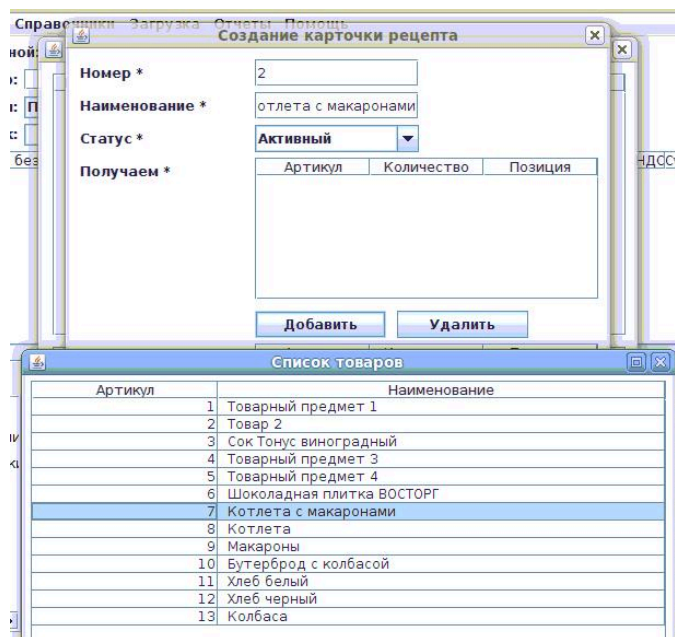 Справочники Загрузка Отчеты Помощь
Создание карточки рецепта
Номер * 2
Наименование * отлета с макаронами
Статус * Активный
Получаем * Артикул Количество Позиция
Добавить Удалить
Список товаров
Артикул Наименование
1 Товарный предмет 1
2 Товар 2
3 Сок Тонус виноградный
4 Товарный предмет 3
5 Товарный предмет 4
6 Шоколадная плитка ВОСТОРГ
7 Котлета с макаронами
8 Котлета
9 Макароны
10 Бутерброд с колбасой
11 Хлеб белый
12 Хлеб черный
13 Колбаса